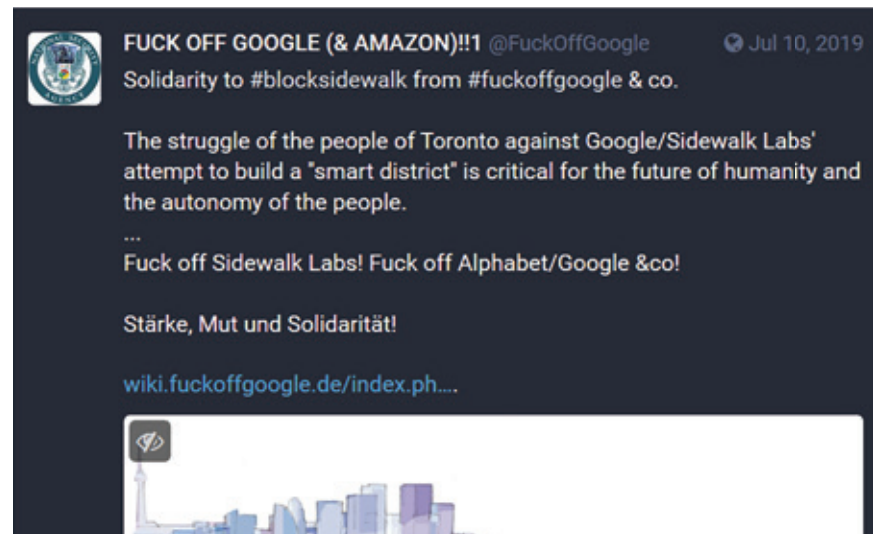 FUCK OFF GOOGLE (& AMAZON)!!1 @FuckOffGoogle Jul 10, 2019
Solidarity to #blocksidewalk from #fuckoffgoogle & co.
The struggle of the people of Toronto against Google/Sidewalk Labs'
attempt to build a "smart district" is critical for the future of humanity and
the autonomy of the people.
...
Fuck off Sidewalk Labs! Fuck off Alphabet/Google &co!
Stärke, Mut und Solidarität!
wiki.fuckoffgoogle.de/index.ph….